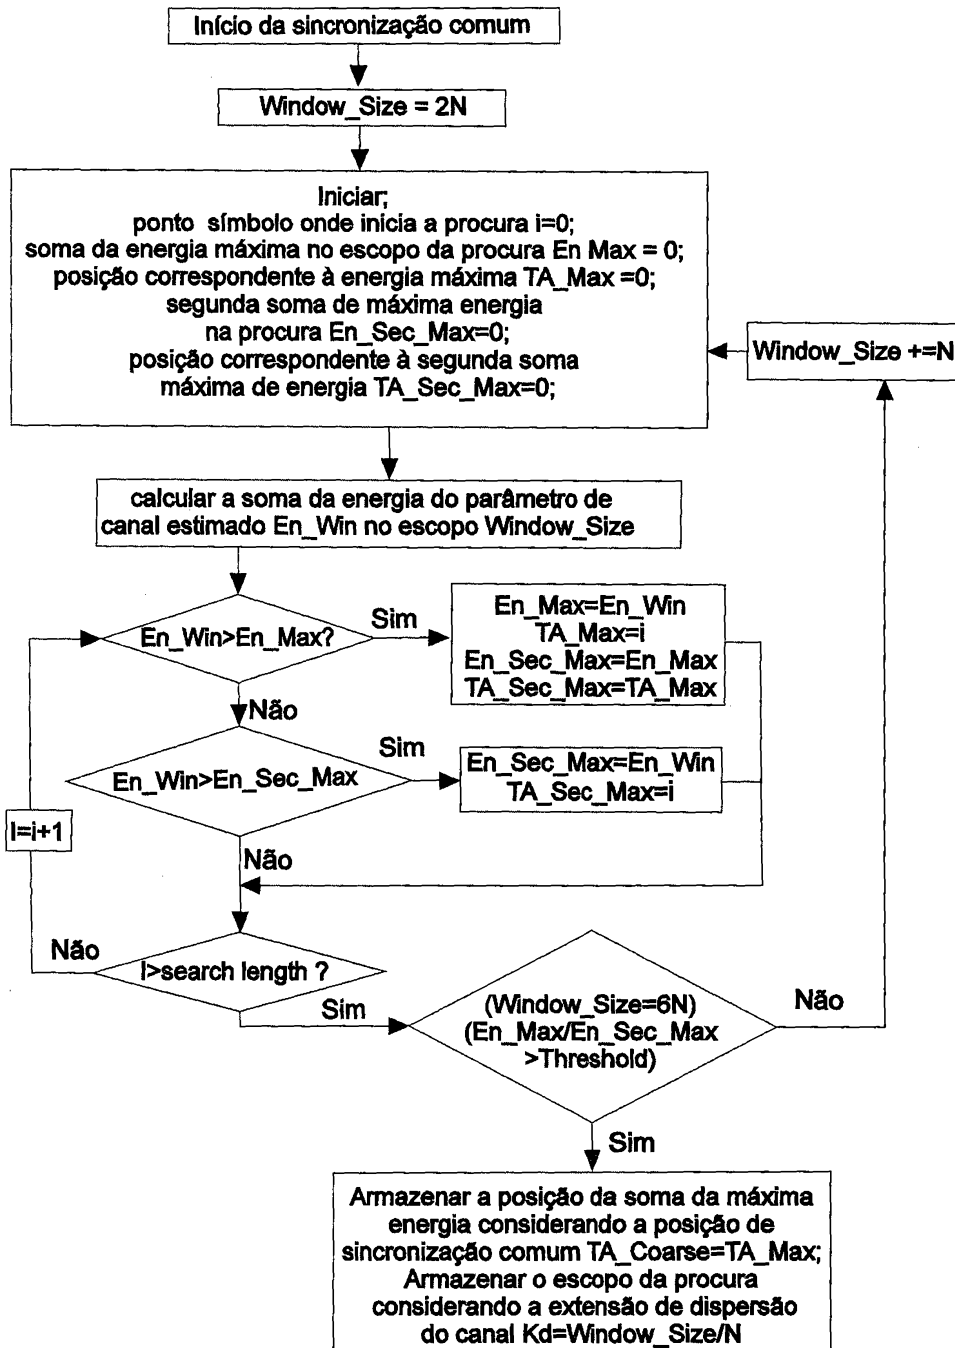 Início da sincronização comum
Window_Size = 2N
Iniciar;
ponto símbolo onde inicia a procura i=0;
soma da energia máxima no escopo da procura En Max = 0;
posição correspondente à energia máxima TA_Max =0;
segunda soma de máxima energia
na procura En_Sec_Max=0;
posição correspondente à segunda soma
máxima de energia TA_Sec_Max=0;
Window_Size +=N
calcular a soma da energia do parâmetro de
canal estimado En_Win no escopo Window_Size
En_Win>En_Max?
Sim
En_Max=En_Win
TA_Max=i
En_Sec_Max=En_Max
TA_Sec_Max=TA_Max
Não
En_Win>En_Sec_Max
Sim
En_Sec_Max=En_Win
TA_Sec_Max=i
I=i+1
Não
Não
I>search length ?
Sim
(Window_Size=6N)
(En_Max/En_Sec_Max
>Threshold)
Não
Sim
Armazenar a posição da soma da máxima
energia considerando a posição de
sincronização comum TA_Coarse=TA_Max;
Armazenar o escopo da procura
considerando a extensão de dispersão
do canal Kd=Window_Size/N